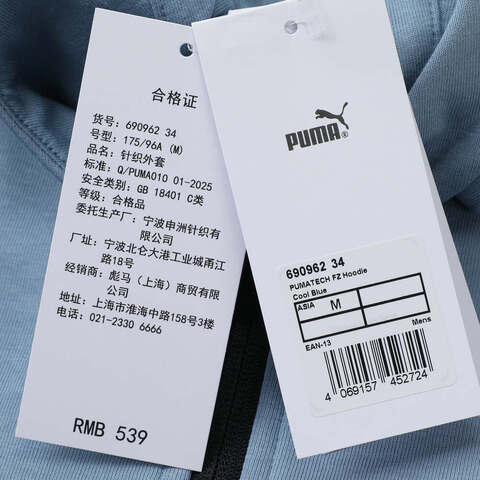 合格证
货号: 690962 34
号型: 175/96A (M)
品名: 针织外套
标准: Q/PUMA010 01-2025
安全类别: GB 18401 C类
等级: 合格品
委托生产厂: 宁波申洲针织有
限公司
厂址: 宁波北仑大港工业城甬江
路18号
经销商: 彪马(上海)商贸有限
公司
地址: 上海市淮海中路158号3楼
电话: 021-2330 6666
RMB 539
PUMA®
690962 34
PUMATECH FZ Hoodie
Cool Blue
ASIA M
EAN-13
Mens
4 069157 452724